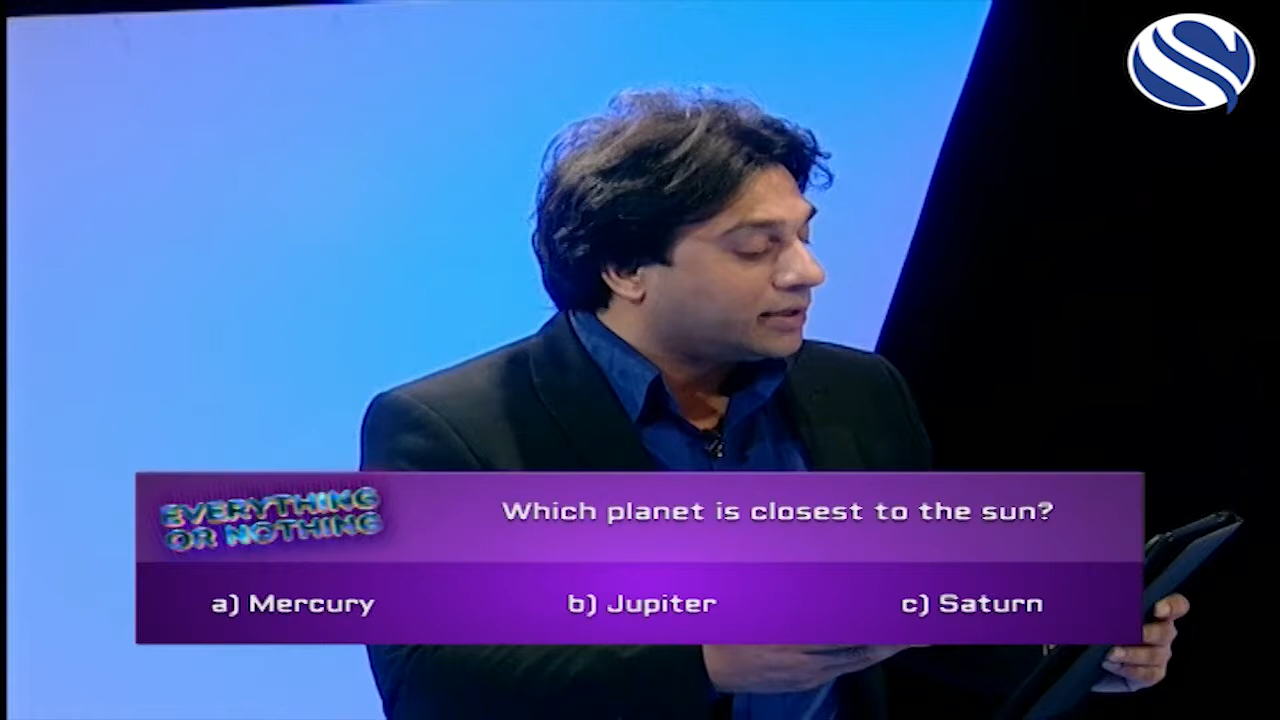 EVERYTHING
OR NOTHING
Which planet is closest to the sun?
a) Mercury b) Jupiter c) Saturn
S